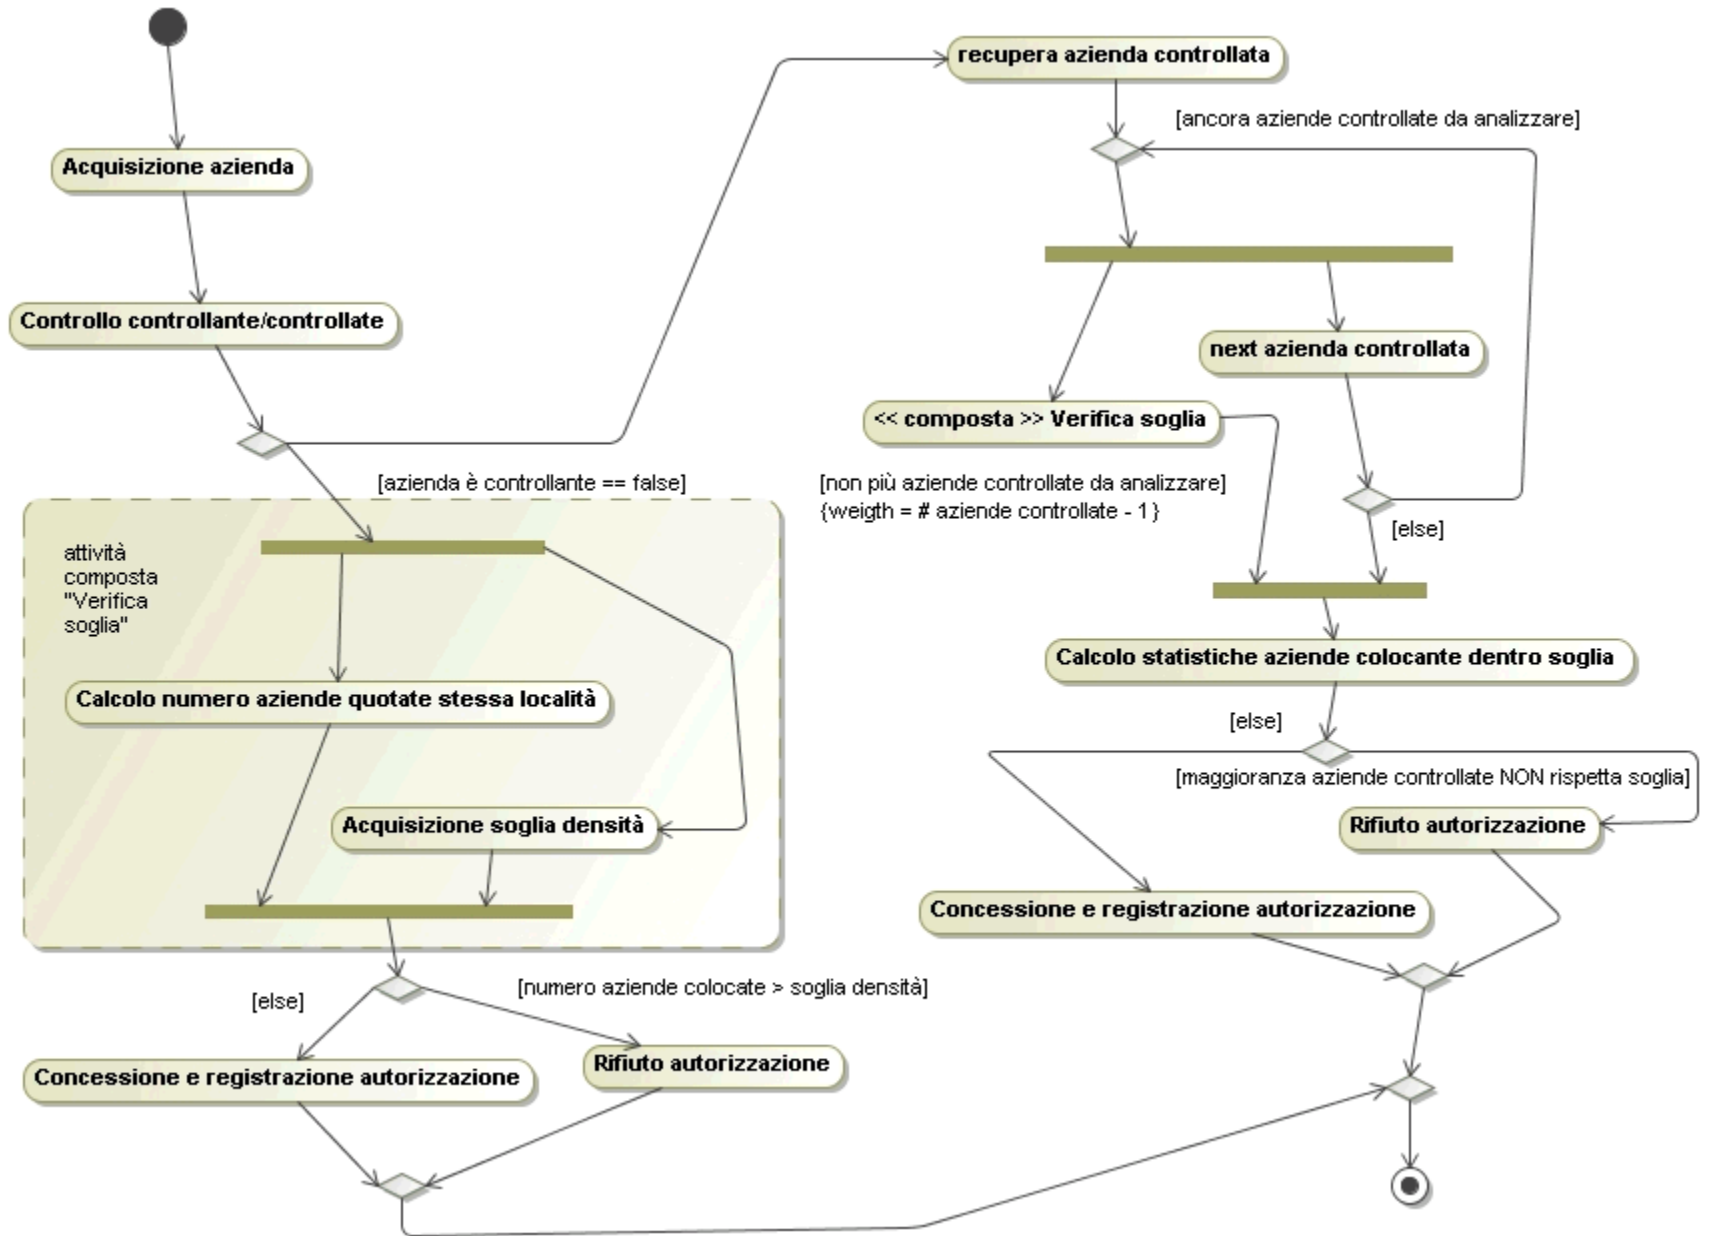 recupera azienda controllata
[ancora aziende controllate da analizzare]
Acquisizione azienda
Controllo controllante/controllate
next azienda controllata
<< composta >> Verifica soglia
[azienda è controllante == false]
[non più aziende controllate da analizzare]
{weigth = # aziende controllate - 1}
[else]
attività
composta
"Verifica
soglia"
Calcolo statistiche aziende colocante dentro soglia
Calcolo numero aziende quotate stessa località
[else]
[maggioranza aziende controllate NON rispetta soglia]
Acquisizione soglia densità
Rifiuto autorizzazione
Concessione e registrazione autorizzazione
[numero aziende colocate > soglia densità]
[else]
Rifiuto autorizzazione
Concessione e registrazione autorizzazione